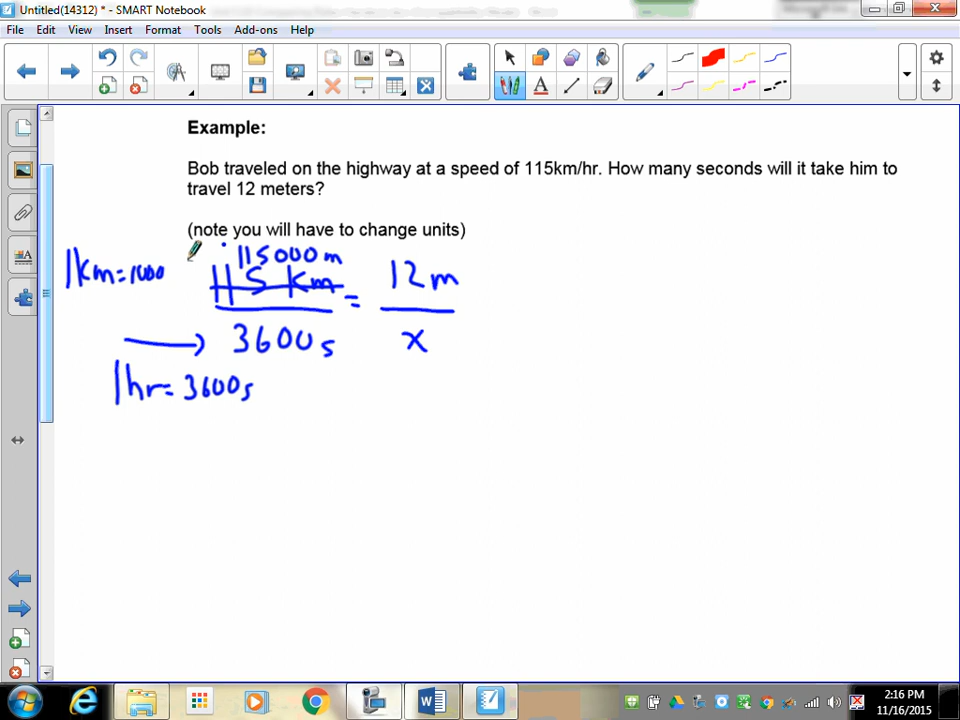 Untitled(14312) * - SMART Notebook
File Edit View Insert Format Tools Add-ons Help
Example:
Bob traveled on the highway at a speed of 115km/hr. How many seconds will it take him to
travel 12 meters?
(note you will have to change units)
1km=1000
115000m
115 Km = 12m
3600s x
1hr=3600s
2:16 PM
11/16/2015